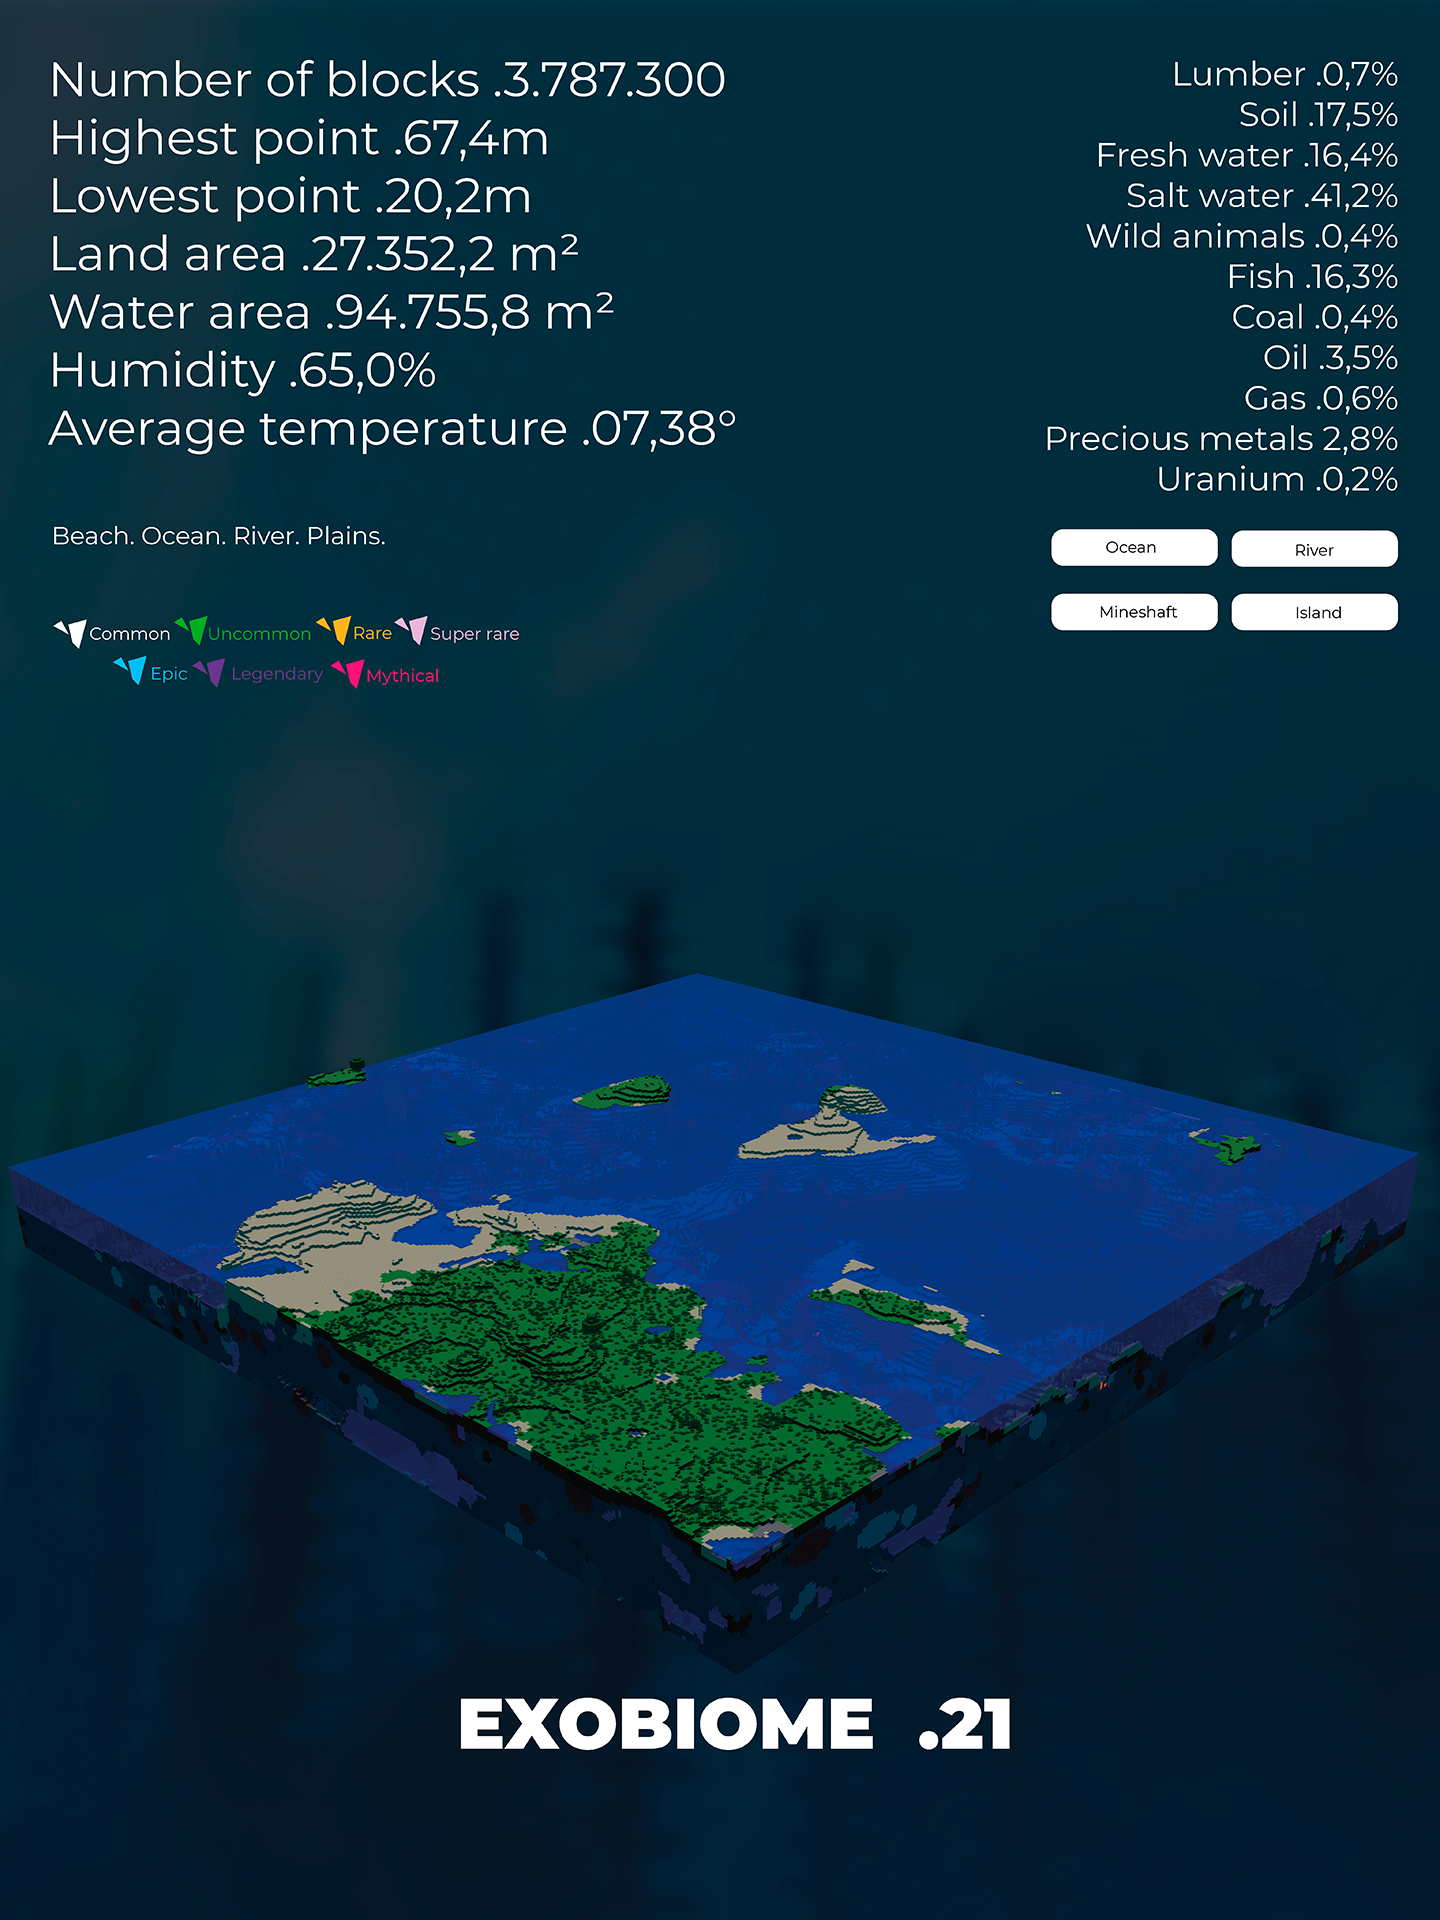 Number of blocks .3.787.300
Highest point .67,4m
Lowest point .20,2m
Land area .27.352,2 m²
Water area .94.755,8 m²
Humidity .65,0%
Average temperature .07,38°
Beach. Ocean. River. Plains.
Common Uncommon Rare Super rare
Epic Legendary Mythical
Lumber .0,7%
Soil .17,5%
Fresh water .16,4%
Salt water .41,2%
Wild animals .0,4%
Fish .16,3%
Coal .0,4%
Oil .3,5%
Gas .0,6%
Precious metals 2,8%
Uranium .0,2%
Ocean River
Mineshaft Island
EXOBIOME .21